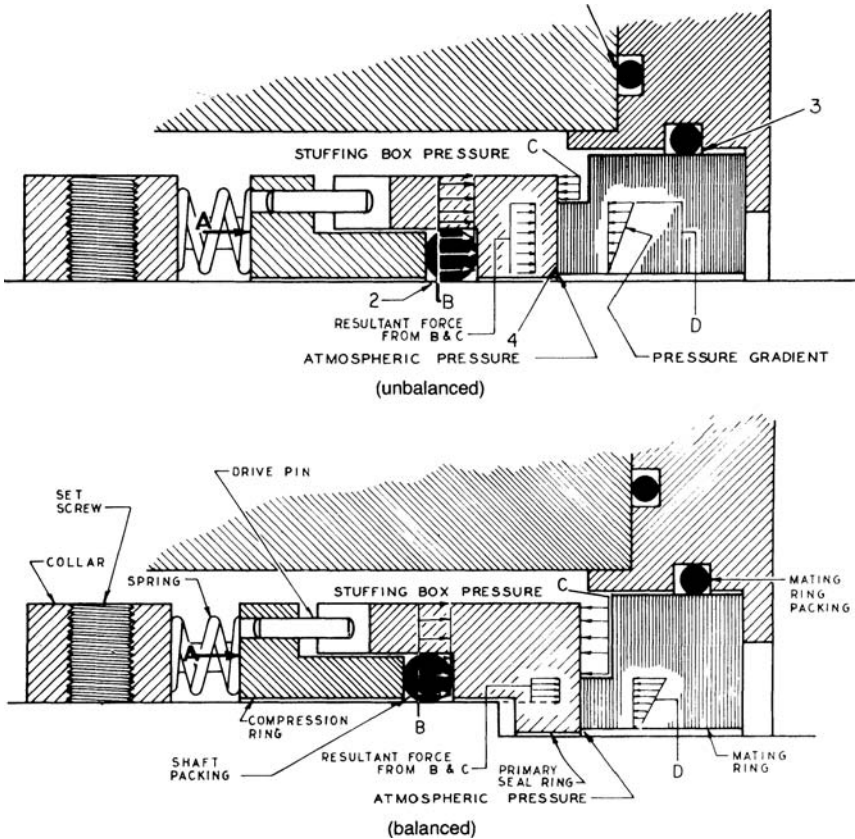 3
STUFFING BOX PRESSURE
C
A
2
B
RESULTANT FORCE
FROM B & C
4
D
ATMOSPHERIC PRESSURE
PRESSURE GRADIENT
(unbalanced)
DRIVE PIN
SET
SCREW
COLLAR
SPRING
STUFFING BOX PRESSURE
C
MATING
RING
PACKING
A
COMPRESSION
RING
B
SHAFT
PACKING
RESULTANT FORCE
FROM B & C
PRIMARY
SEAL RING
D
MATING
RING
ATMOSPHERIC PRESSURE
(balanced)